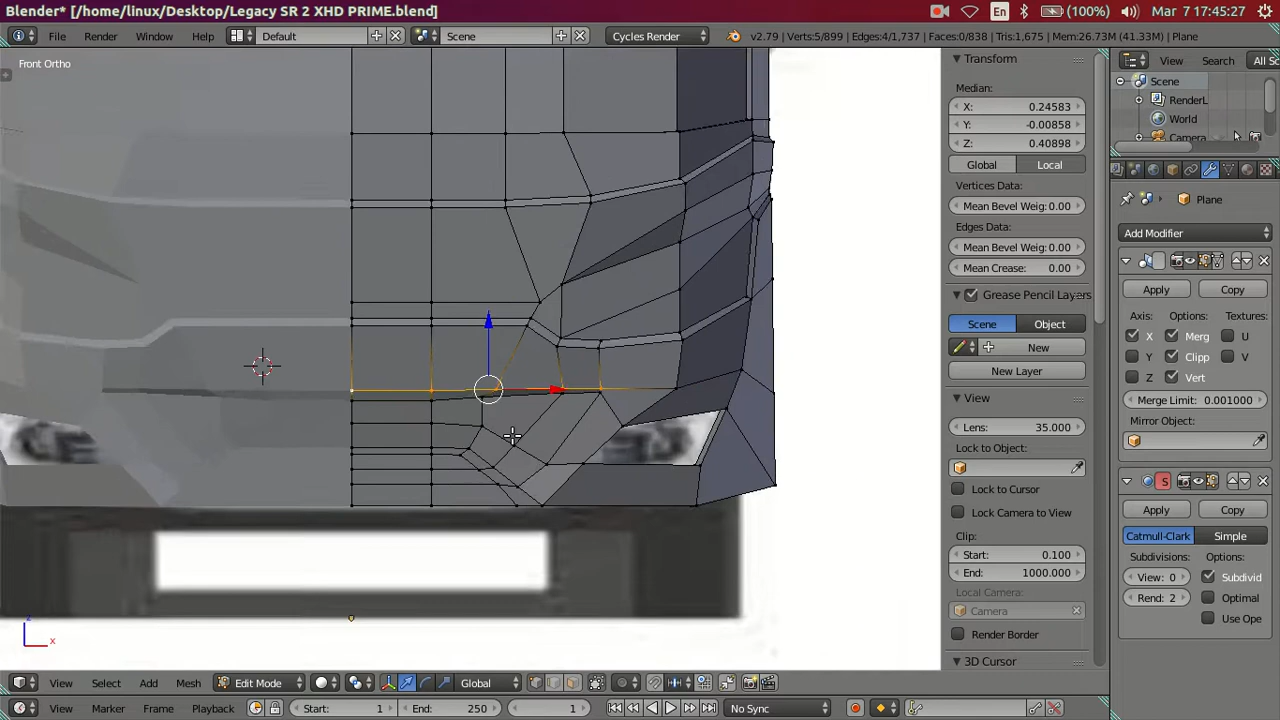 Blender* [/home/linux/Desktop/Legacy SR 2 XHD PRIME.blend]
En
(100%)
Mar 7 17:45:27
File Render Window Help
Default
Scene
Cycles Render
v2.79 | Verts:5/899 | Edges:4/1,737 | Faces:0/838 | Tris:1,675 | Mem:26.73M (41.33M) | Plane
Front Ortho
Transform
Median:
X: 0.24583
Y: -0.00858
Z: 0.40898
Global Local
Vertices Data:
Mean Bevel Weig: 0.00
Edges Data:
Mean Bevel Weig: 0.00
Mean Crease: 0.00
Grease Pencil Layers
Scene Object
New
New Layer
View
Lens: 35.000
Lock to Object:
Lock to Cursor
Lock Camera to View
Clip:
Start: 0.100
End: 1000.000
Local Camera:
Camera
Render Border
3D Cursor
View Search All Sc
Scene
RenderL
World
Camera
Plane
Add Modifier
Apply Copy
Axis: Options: Textures:
X Merg U
Y Clipp V
Z Vert
Merge Limit: 0.001000
Mirror Object:
S
Apply Copy
Catmull-Clark Simple
Subdivisions: Options:
View: 0 Subdivid
Rend: 2 Optimal
Use Ope
z
x
View Select Add Mesh
Edit Mode
Global
View Marker Frame Playback
Start: 1
End: 250
1
No Sync